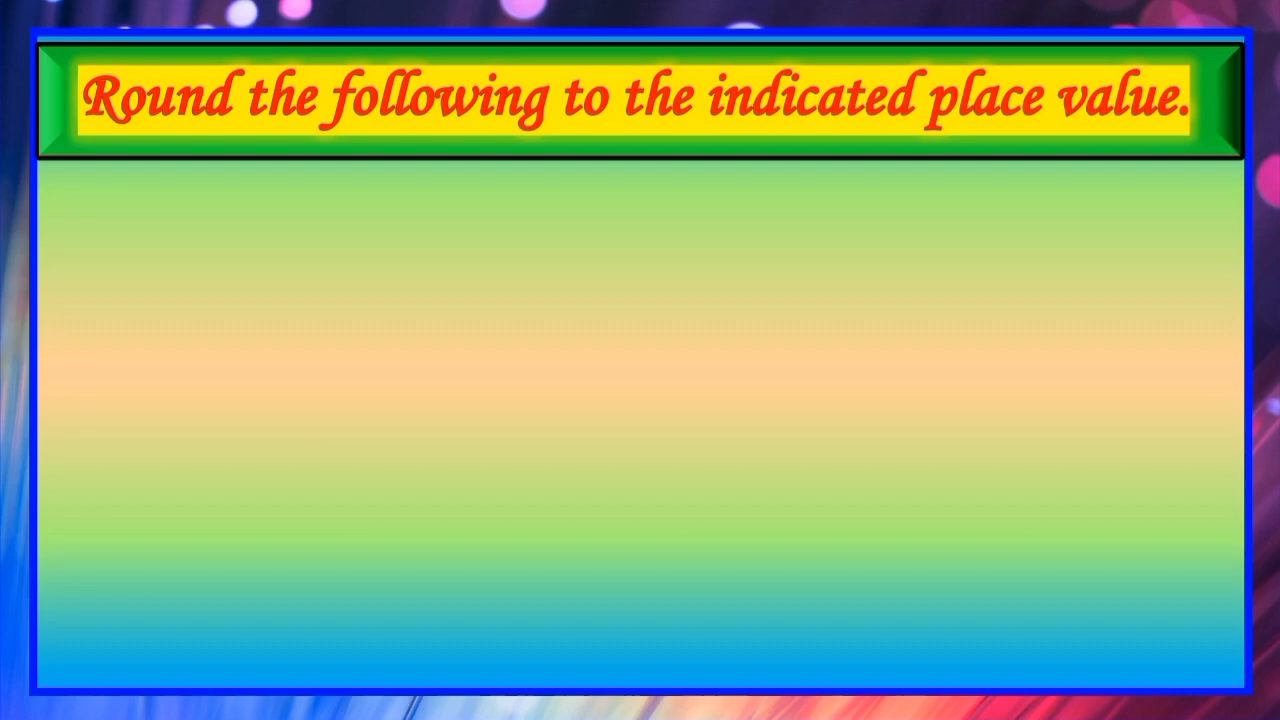 Round the following to the indicated place value.